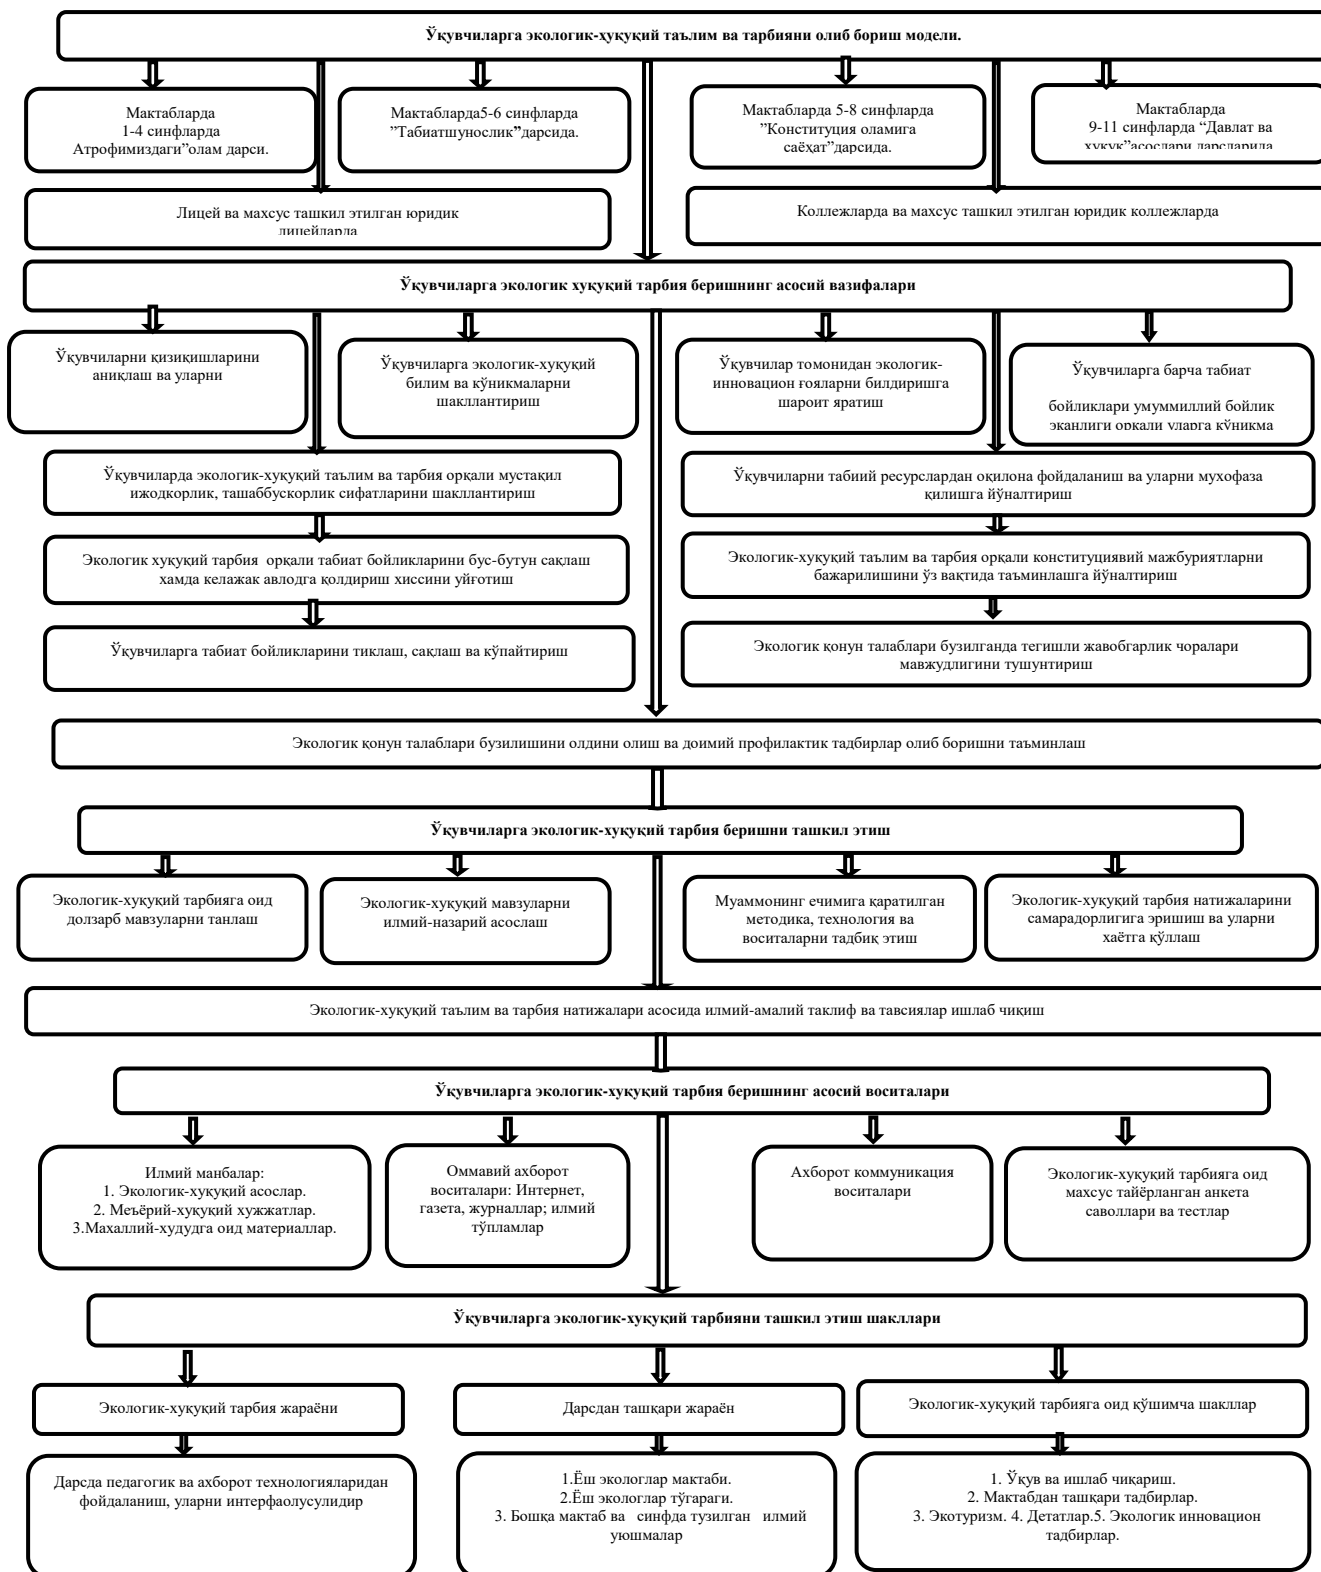 Ўқувчиларга экологик-хуқуқий таълим ва тарбияни олиб бориш модели.
Мактабларда
1-4 синфларда
Атрофимиздаги”олам дарси.
Мактабларда5-6 синфларда
”Табиатшунослик”дарсида.
Мактабларда 5-8 синфларда
”Конституция оламига
саёҳат”дарсида.
Мактабларда
9-11 синфларда “Давлат ва
ҳуқуқ”асослари дарсларида
Лицей ва махсус ташкил этилган юридик
лицейларда
Коллежларда ва махсус ташкил этилган юридик коллежларда
Ўқувчиларга экологик хуқуқий тарбия беришнинг асосий вазифалари
Ўқувчиларни қизиқишларини
аниқлаш ва уларни
Ўқувчиларга экологик-хуқуқий
билим ва кўникмаларни
шакллантириш
Ўқувчилар томонидан экологик-
инновацион ғояларни билдиришга
шароит яратиш
Ўқувчиларга барча табиат
бойликлари умуммиллий бойлик
эканлиги орқали уларга кўникма
Ўқувчиларда экологик-хуқуқий таълим ва тарбия орқали мустақил
ижодкорлик, ташаббускорлик сифатларини шакллантириш
Ўқувчиларни табиий ресурслардан оқилона фойдаланиш ва уларни мухофаза
қилишга йўналтириш
Экологик хуқуқий тарбия орқали табиат бойликларини бус-бутун сақлаш
хамда келажак авлодга қолдириш хиссини уйғотиш
Экологик-хуқуқий таълим ва тарбия орқали конституциявий мажбуриятларни
бажарилишини ўз вақтида таъминлашга йўналтириш
Ўқувчиларга табиат бойликларини тиклаш, сақлаш ва кўпайтириш
Экологик қонун талаблари бузилганда тегишли жавобгарлик чоралари
мавжудлигини тушунтириш
Экологик қонун талаблари бузилишини олдини олиш ва доимий профилактик тадбирлар олиб боришни таъминлаш
Ўқувчиларга экологик-хуқуқий тарбия беришни ташкил этиш
Экологик-хуқуқий тарбияга оид
долзарб мавзуларни танлаш
Экологик-хуқуқий мавзуларни
илмий-назарий асослаш
Муаммонинг ечимига қаратилган
методика, технология ва
воситаларни тадбиқ этиш
Экологик-хуқуқий тарбия натижаларини
самарадорлигига эришиш ва уларни
хаётга қўллаш
Экологик-хуқуқий таълим ва тарбия натижалари асосида илмий-амалий таклиф ва тавсиялар ишлаб чиқиш
Ўқувчиларга экологик-хуқуқий тарбия беришнинг асосий воситалари
Илмий манбалар:
1. Экологик-хуқуқий асослар.
2. Меъёрий-хуқуқий хужжатлар.
3.Махаллий-худудга оид материаллар.
Оммавий ахборот
воситалари: Интернет,
газета, журналлар; илмий
тўпламлар
Ахборот коммуникация
воситалари
Экологик-хуқуқий тарбияга оид
махсус тайёрланган анкета
саволлари ва тестлар
Ўқувчиларга экологик-хуқуқий тарбияни ташкил этиш шакллари
Экологик-хуқуқий тарбия жараёни
Дарсдан ташқари жараён
Экологик-хуқуқий тарбияга оид қўшимча шакллар
Дарсда педагогик ва ахборот технологияларидан
фойдаланиш, уларни интерфаолусулидир
1.Ёш экологлар мактаби.
2.Ёш экологлар тўгараги.
3. Бошқа мактаб ва синфда тузилган илмий
уюшмалар
1. Ўқув ва ишлаб чиқариш.
2. Мактабдан ташқари тадбирлар.
3. Экотуризм. 4. Детатлар.5. Экологик инновацион
тадбирлар.